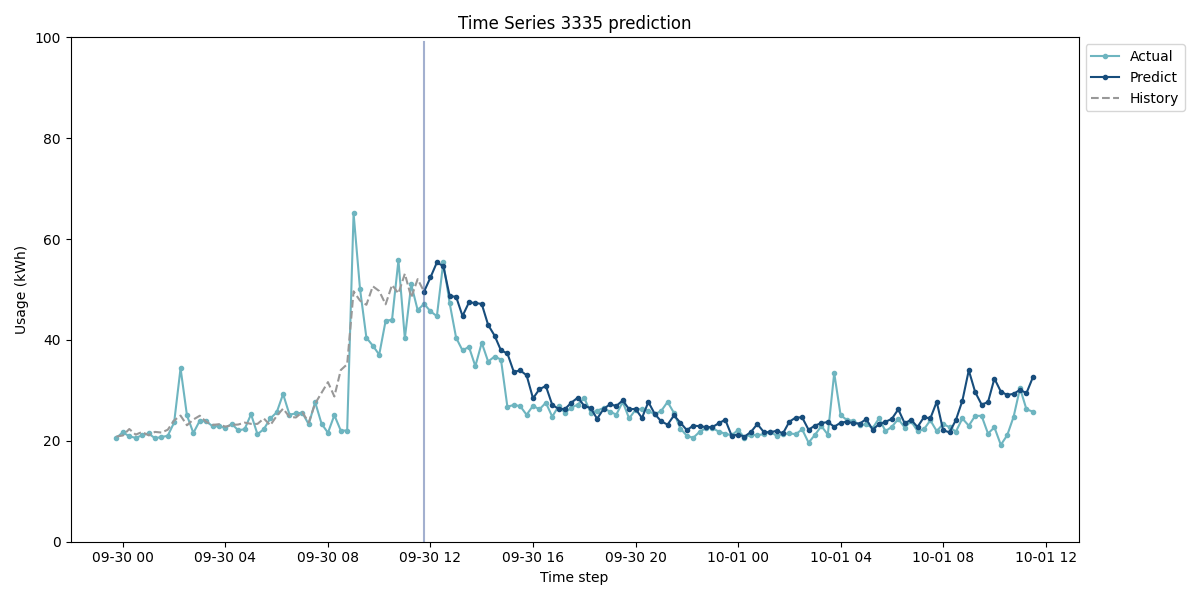 Time Series 3335 prediction
100
80
60
40
20
0
Usage (kWh)
09-30 00
09-30 04
09-30 08
09-30 12
09-30 16
09-30 20
10-01 00
10-01 04
10-01 08
10-01 12
Time step
Actual
Predict
History